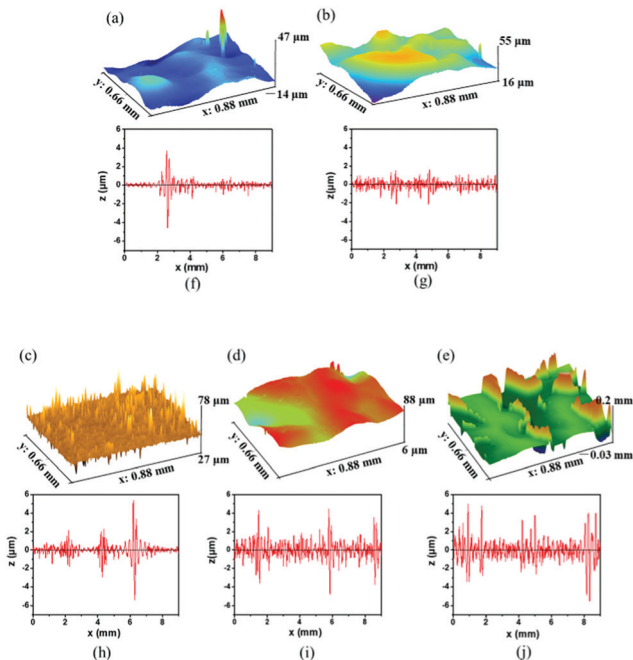 (a)
47 µm
−14 µm
y: 0.66 mm
x: 0.88 mm
(b)
55 µm
16 µm
y: 0.66 mm
x: 0.88 mm
6
4
2
0
-2
-4
-6
z(µm)
0 2 4 6 8
x (mm)
(f)
6
4
2
0
-2
-4
-6
z (µm)
0 2 4 6 8
x (mm)
(g)
(c)
78 µm
27 µm
y: 0.66 mm
x: 0.88 mm
(d)
88 µm
6 µm
y: 0.66 mm
x: 0.88 mm
(e)
0.2 mm
−0.03 mm
y: 0.66 mm
x: 0.88 mm
6
4
2
0
-2
-4
-6
z(µm)
0 2 4 6 8
x (mm)
(h)
6
4
2
0
-2
-4
-6
z(µm)
0 2 4 6 8
x (mm)
(i)
6
4
2
0
-2
-4
-6
z(µm)
0 2 4 6 8
x (mm)
(j)